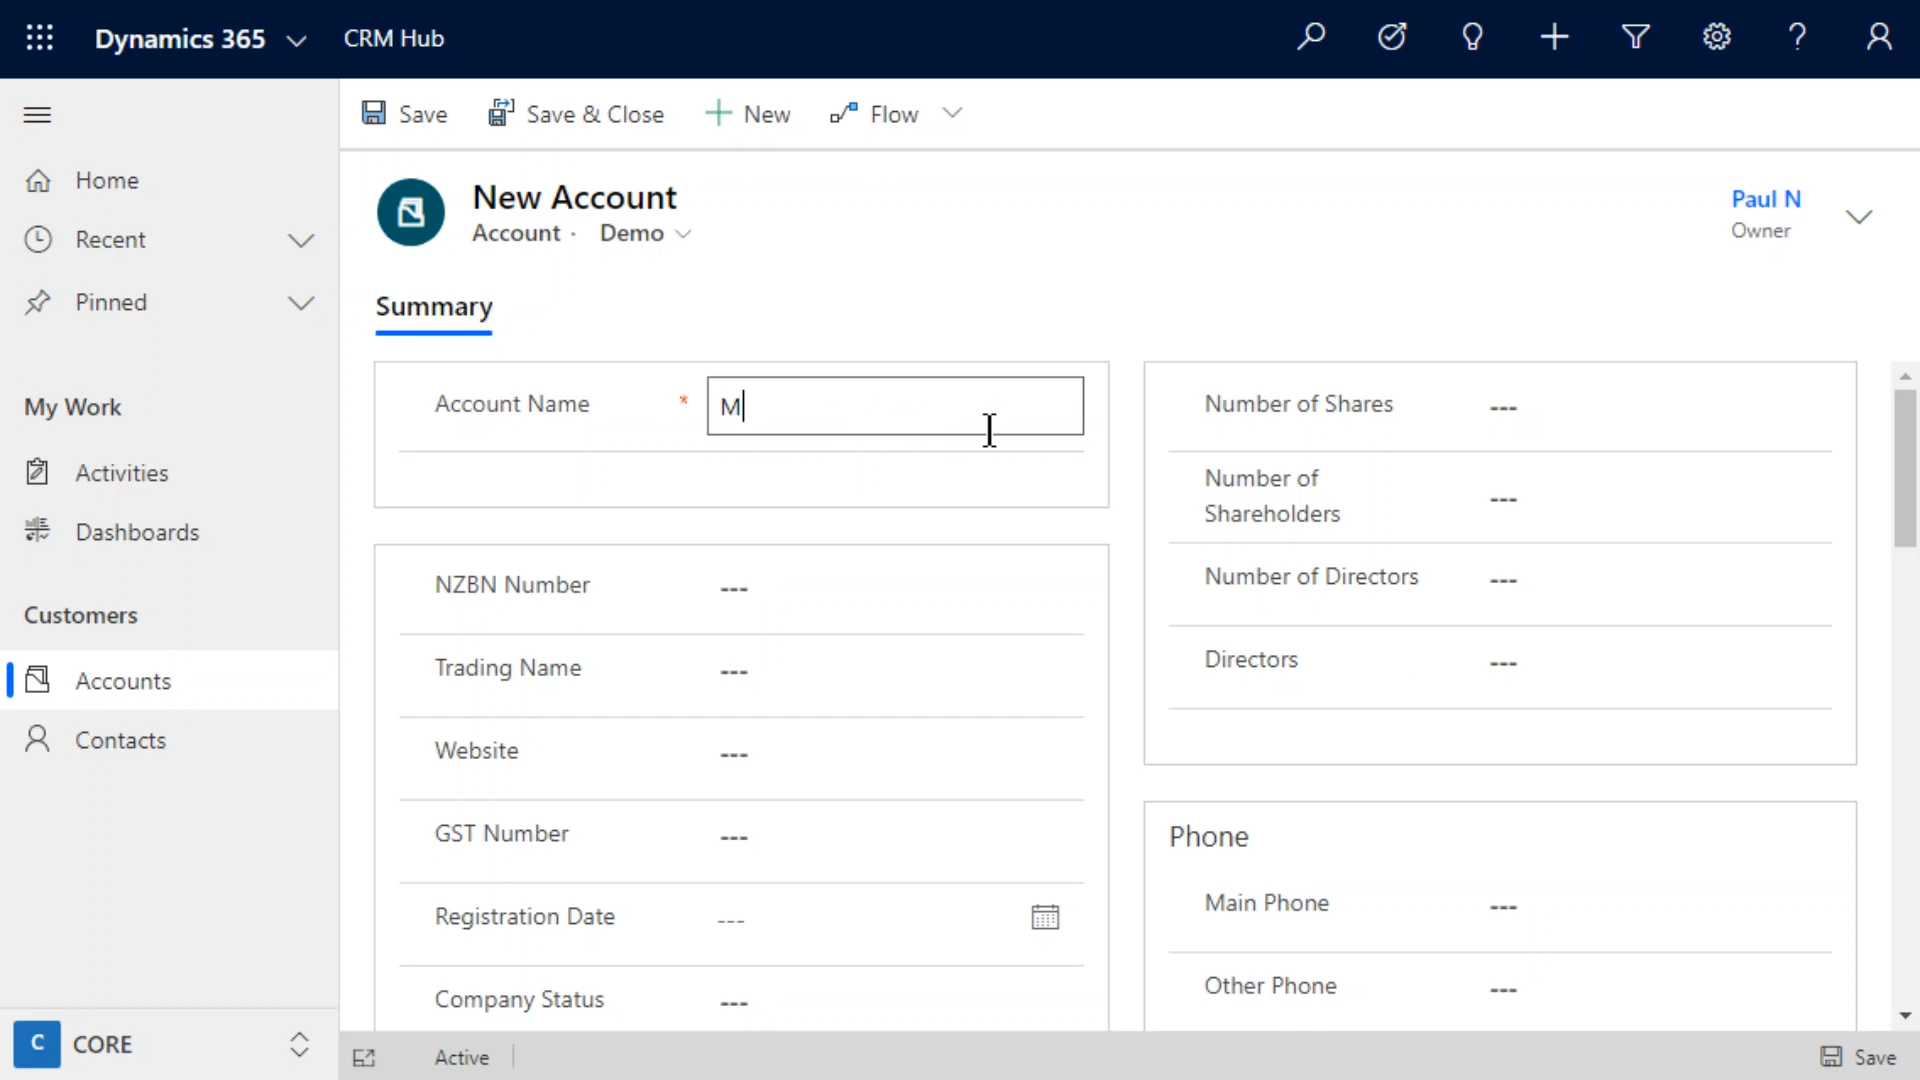 Dynamics 365 CRM Hub
Save Save & Close New Flow
Home
Recent
Pinned
My Work
Activities
Dashboards
Customers
Accounts
Contacts
C CORE
New Account
Account · Demo
Paul N
Owner
Summary
Account Name * M
NZBN Number ---
Trading Name ---
Website ---
GST Number ---
Registration Date ---
Company Status ---
Number of Shares ---
Number of
Shareholders ---
Number of Directors ---
Directors ---
Phone
Main Phone ---
Other Phone ---
Active
Save